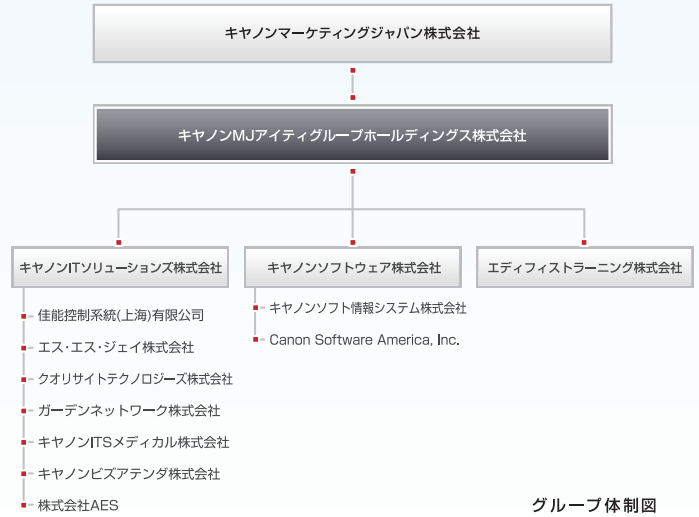 キヤノンマーケティングジャパン株式会社
キヤノンMJアイティグループホールディングス株式会社
キヤノンITソリューションズ株式会社
キヤノンソフトウェア株式会社
エディフィストラーニング株式会社
佳能控制系統(上海)有限公司
エス・エス・ジェイ株式会社
クオリサイトテクノロジーズ株式会社
ガーデンネットワーク株式会社
キヤノンITSメディカル株式会社
キヤノンビズアテンダ株式会社
株式会社AES
キヤノンソフト情報システム株式会社
Canon Software America, Inc.
グループ体制図